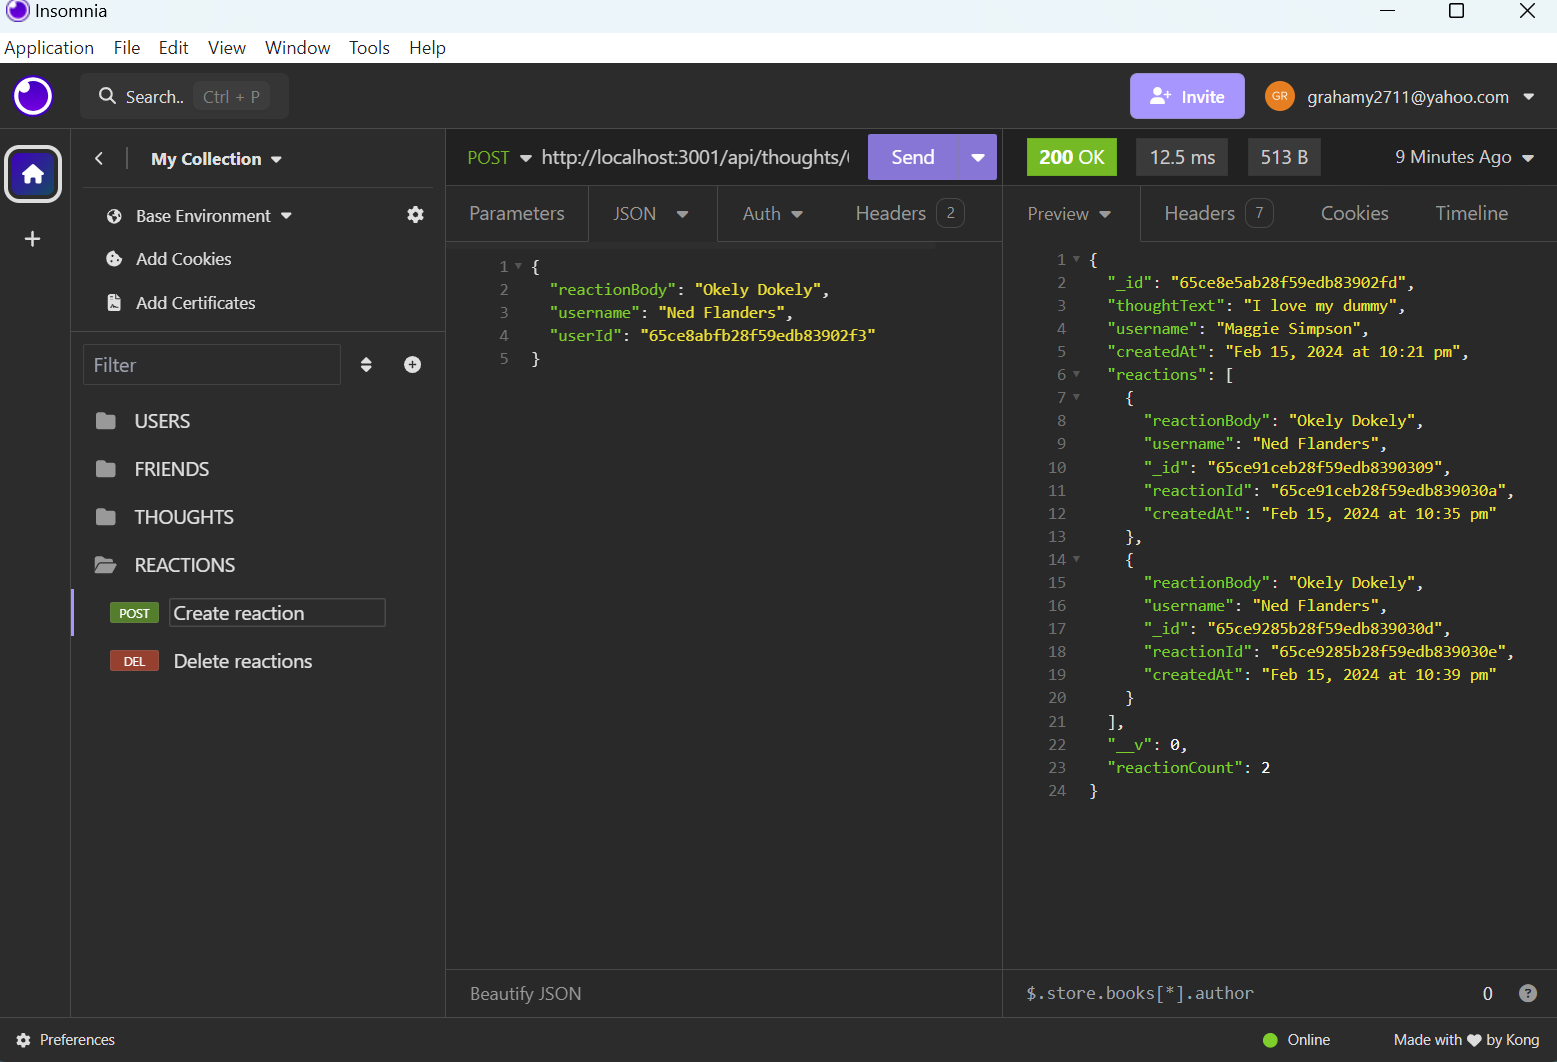 Insomnia
Application File Edit View Window Tools Help
Search.. Ctrl + P
Invite
GR grahamy2711@yahoo.com
My Collection
Base Environment
Add Cookies
Add Certificates
Filter
USERS
FRIENDS
THOUGHTS
REACTIONS
POST Create reaction
DEL Delete reactions
POST http://localhost:3001/api/thoughts/
Send
Parameters JSON Auth Headers 2
1 {
2 "reactionBody": "Okely Dokely",
3 "username": "Ned Flanders",
4 "userId": "65ce8abfb28f59edb83902f3"
5 }
Beautify JSON
200 OK 12.5 ms 513 B 9 Minutes Ago
Preview Headers 7 Cookies Timeline
1 {
2 "_id": "65ce8e5ab28f59edb83902fd",
3 "thoughtText": "I love my dummy",
4 "username": "Maggie Simpson",
5 "createdAt": "Feb 15, 2024 at 10:21 pm",
6 "reactions": [
7 {
8 "reactionBody": "Okely Dokely",
9 "username": "Ned Flanders",
10 "_id": "65ce91ceb28f59edb8390309",
11 "reactionId": "65ce91ceb28f59edb839030a",
12 "createdAt": "Feb 15, 2024 at 10:35 pm"
13 },
14 {
15 "reactionBody": "Okely Dokely",
16 "username": "Ned Flanders",
17 "_id": "65ce9285b28f59edb839030d",
18 "reactionId": "65ce9285b28f59edb839030e",
19 "createdAt": "Feb 15, 2024 at 10:39 pm"
20 }
21 ],
22 "__v": 0,
23 "reactionCount": 2
24 }
$.store.books[*].author 0 ?
Preferences
Online
Made with ❤ by Kong